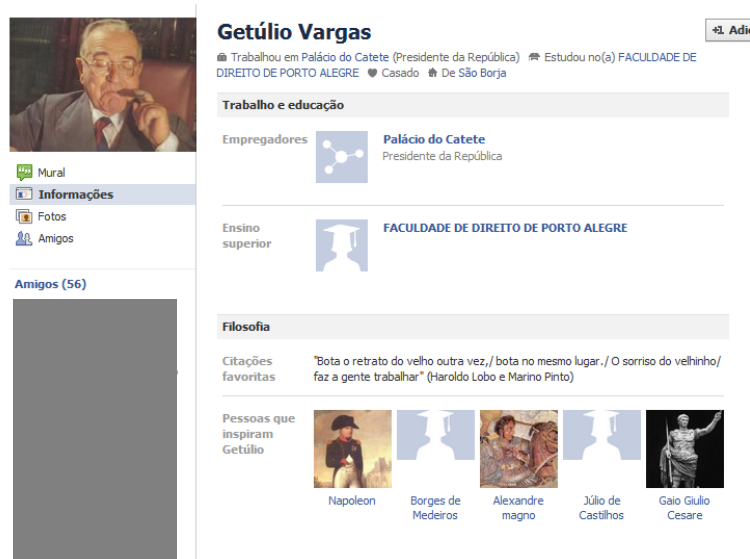 Getúlio Vargas
Trabalhou em Palácio do Catete (Presidente da República) Estudou no(a) FACULDADE DE
DIREITO DE PORTO ALEGRE Casado De São Borja
Trabalho e educação
Empregadores
Palácio do Catete
Presidente da República
Ensino
superior
FACULDADE DE DIREITO DE PORTO ALEGRE
Mural
Informações
Fotos
Amigos
Amigos (56)
Filosofia
Citações
favoritas
"Bota o retrato do velho outra vez,/ bota no mesmo lugar./ O sorriso do velhinho/
faz a gente trabalhar" (Haroldo Lobo e Marino Pinto)
Pessoas que
inspiram
Getúlio
Napoleon
Borges de
Medeiros
Alexandre
magno
Júlio de
Castilhos
Gaio Giulio
Cesare